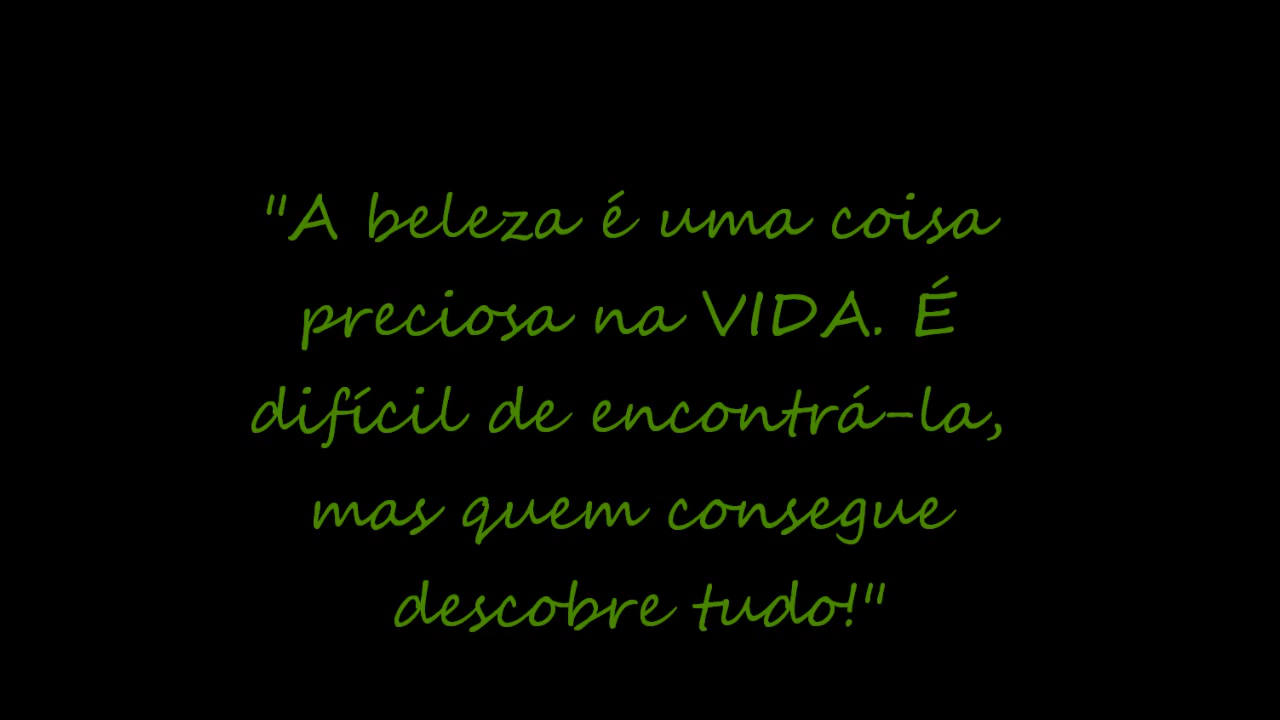 "A beleza é uma coisa
preciosa na VIDA. É
difícil de encontrá-la,
mas quem consegue
descobre tudo!"